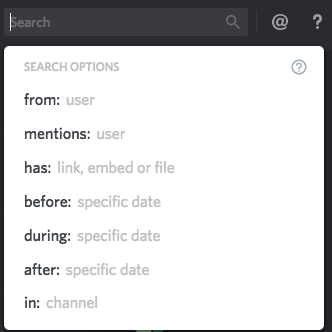 Search @ ?
SEARCH OPTIONS ?
from: user
mentions: user
has: link, embed or file
before: specific date
during: specific date
after: specific date
in: channel